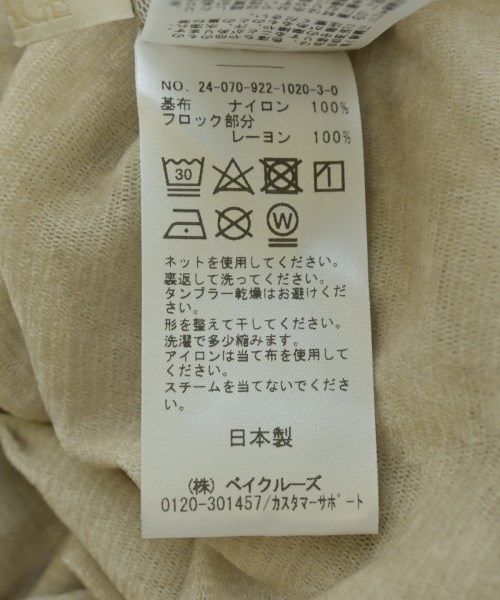 NO. 24-070-922-1020-3-0
基布 ナイロン 100%
フロック部分
レーヨン 100%
30
W
ネットを使用してください。
裏返して洗ってください。
タンブラー乾燥はお避けくだ
さい。
形を整えて干してください。
洗濯で多少縮みます。
アイロンは当て布を使用して
ください。
スチームを当てないでくださ
い。
日本製
(株) ベイクルーズ
0120-301457/カスタマーサポート